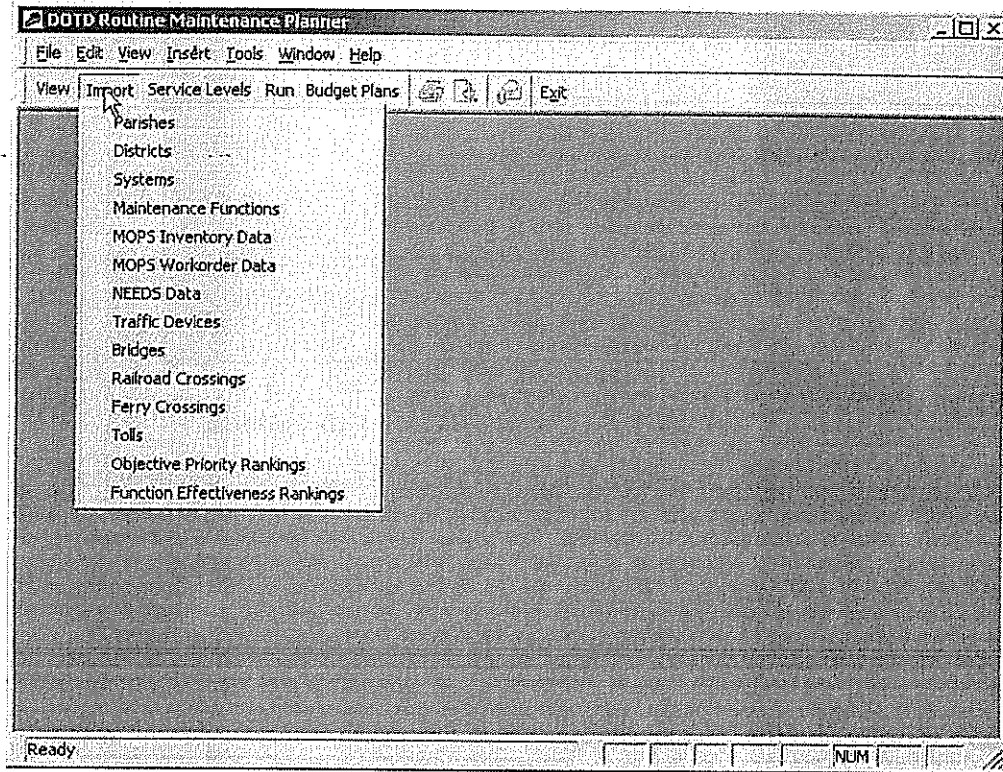 DOTD Routine Maintenance Planner
File Edit View Insert Tools Window Help
View Import Service Levels Run Budget Plans Exit
Parishes
Districts
Systems
Maintenance Functions
MOPS Inventory Data
MOPS Workorder Data
NEEDS Data
Traffic Devices
Bridges
Railroad Crossings
Ferry Crossings
Tolls
Objective Priority Rankings
Function Effectiveness Rankings
Ready NUM